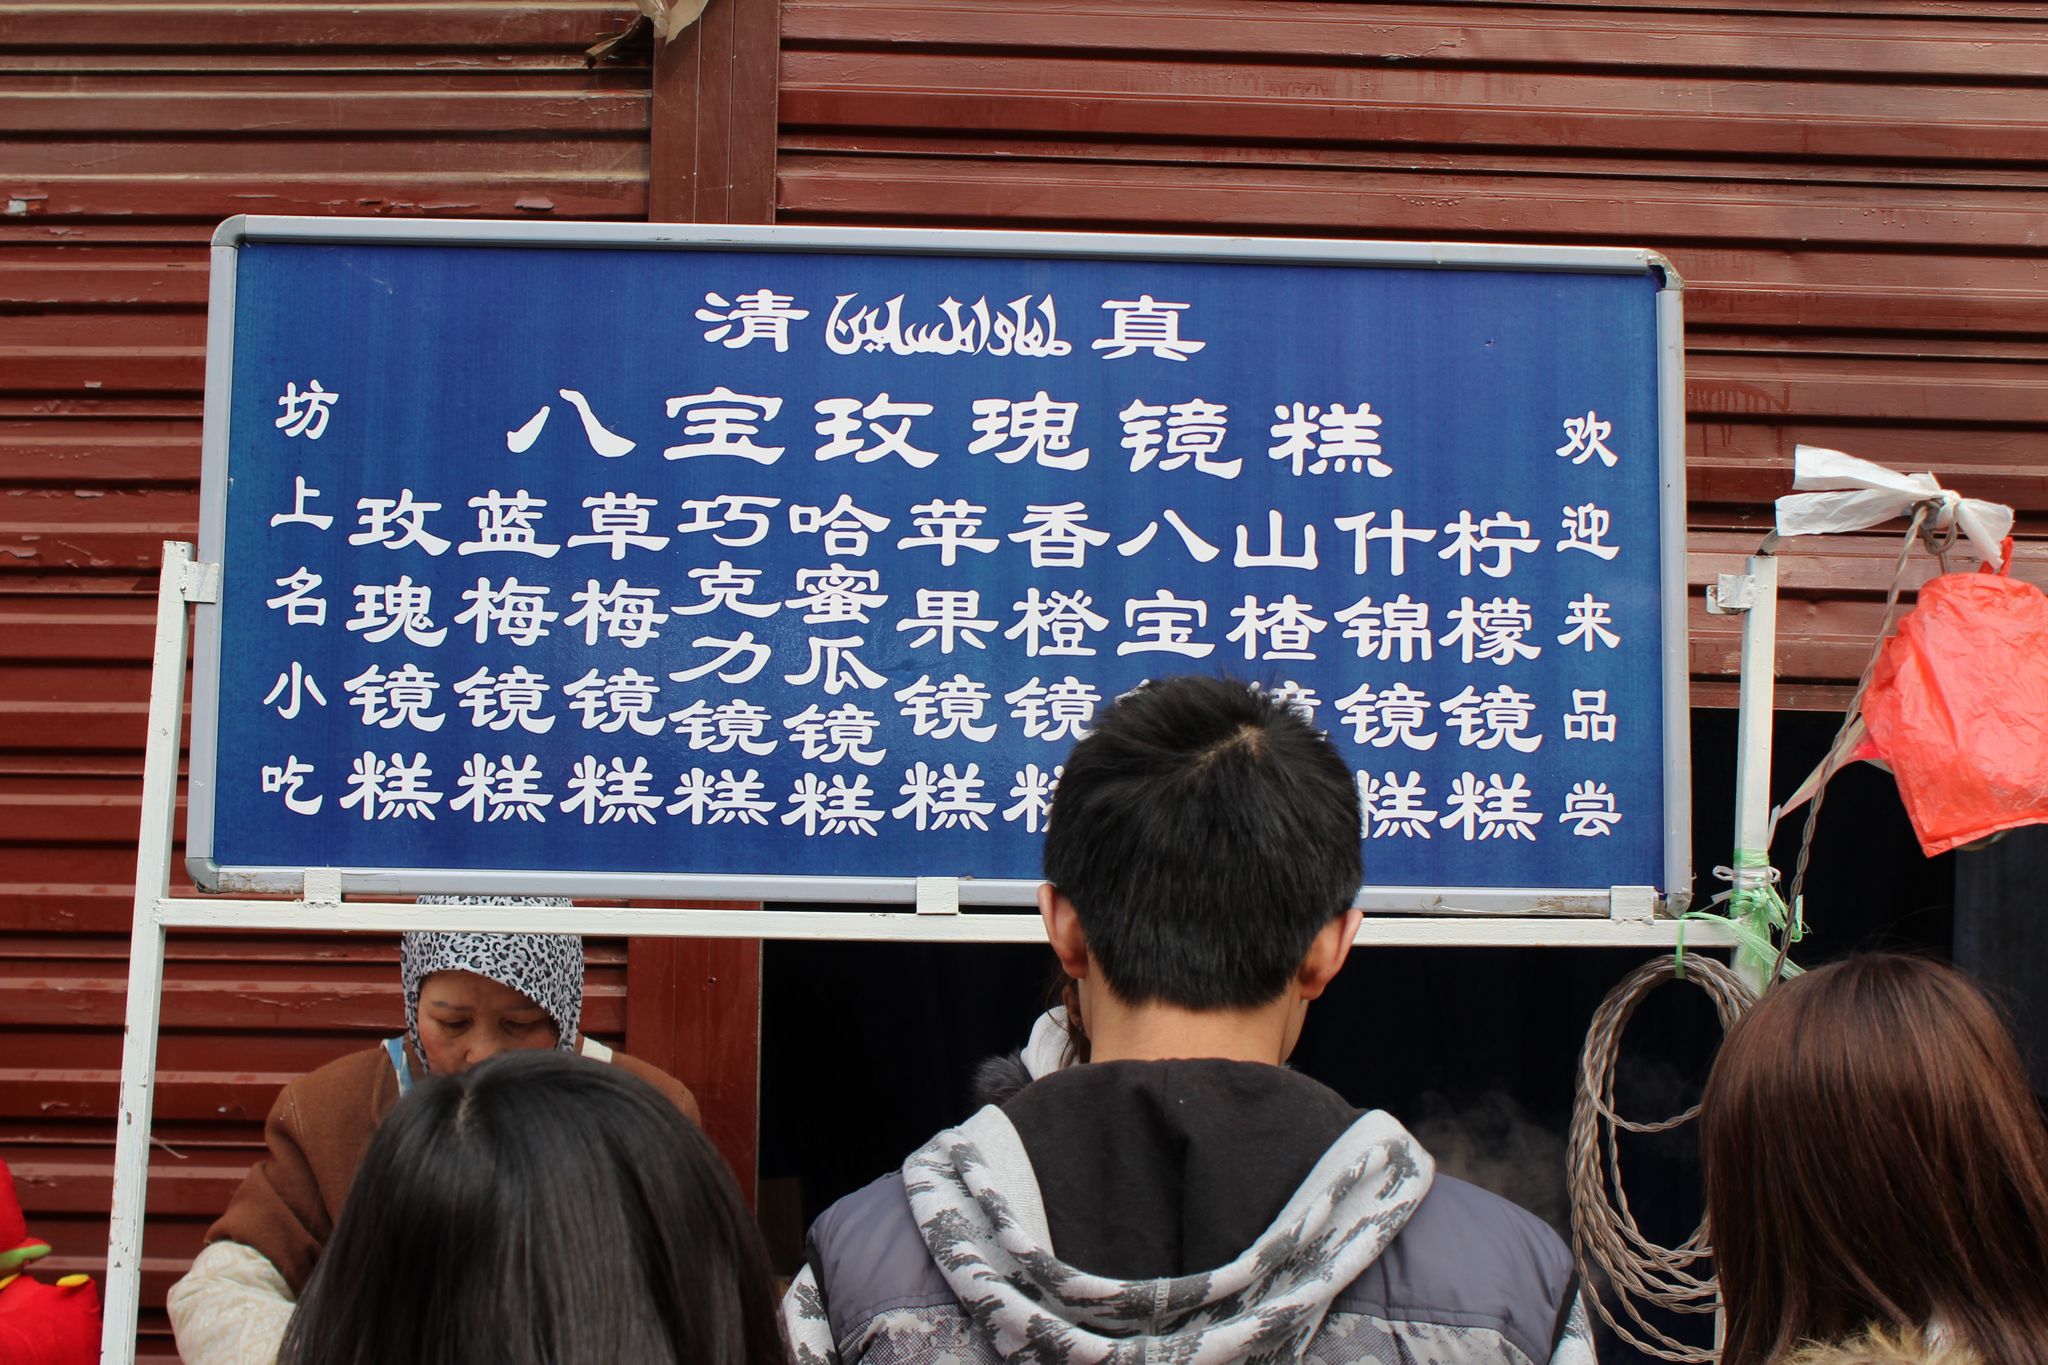 清 المسلمين 真
八宝玫瑰镜糕
坊上名小吃
玫瑰镜糕
蓝梅镜糕
草梅镜糕
巧克力镜糕
哈蜜瓜镜糕
苹果镜糕
香橙镜糕
八宝
山楂镜
什锦镜糕
柠檬镜糕
欢迎来品尝